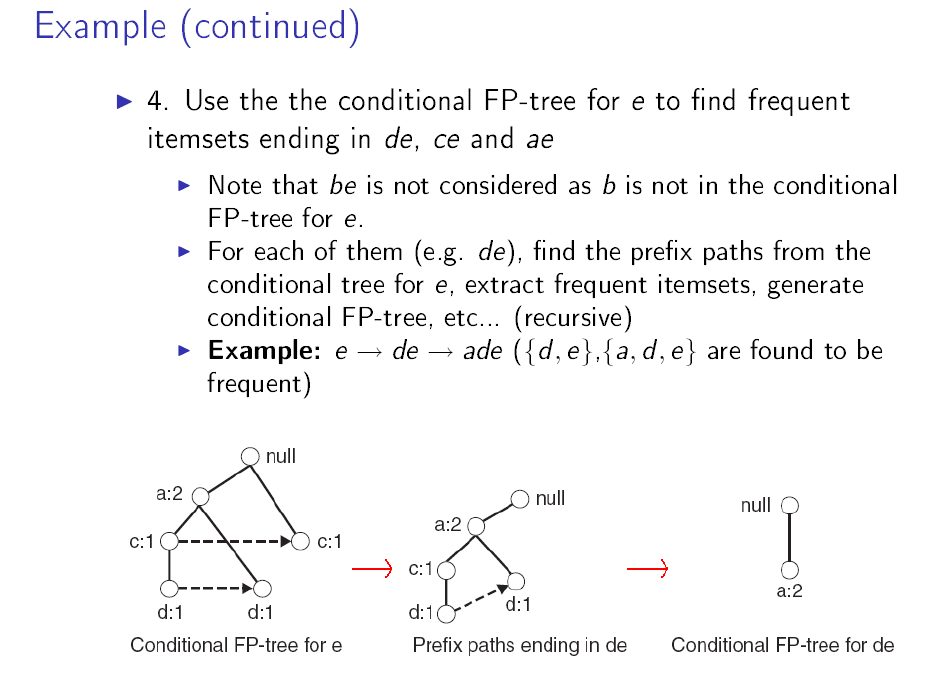 Example (continued)
▶ 4. Use the the conditional FP-tree for e to find frequent
itemsets ending in de, ce and ae
▶ Note that be is not considered as b is not in the conditional
FP-tree for e.
▶ For each of them (e.g. de), find the prefix paths from the
conditional tree for e, extract frequent itemsets, generate
conditional FP-tree, etc... (recursive)
▶ Example: e → de → ade ({d, e},{a, d, e} are found to be
frequent)
null
a:2
c:1
c:1
d:1
d:1
Conditional FP-tree for e
null
a:2
c:1
d:1
d:1
Prefix paths ending in de
null
a:2
Conditional FP-tree for de